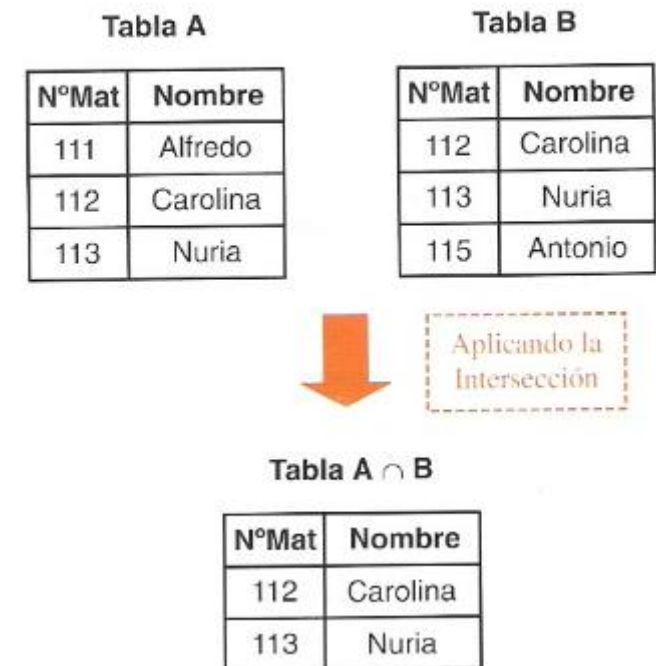 Tabla A
NºMat Nombre
111 Alfredo
112 Carolina
113 Nuria
Tabla B
NºMat Nombre
112 Carolina
113 Nuria
115 Antonio
Aplicando la
Intersección
Tabla A ∩ B
NºMat Nombre
112 Carolina
113 Nuria